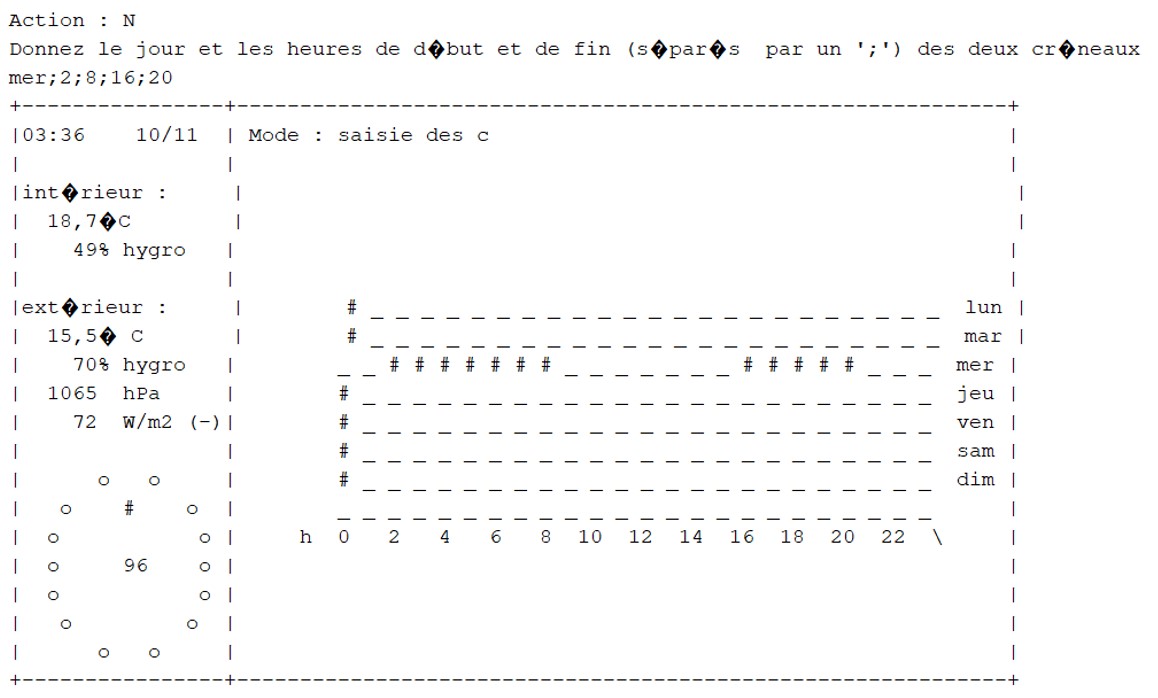 Action : N
Donnez le jour et les heures de d�but et de fin (s�par�s  par un ';') des deux cr�neaux
mer;2;8;16;20
+----------------+--------------------------------------------------------------+
|03:36    10/11  | Mode : saisie des c                                          |
|                |                                                              |
|int�rieur :      |                                                              |
|  18,7�C         |                                                              |
|    49% hygro   |                                                              |
|                |                                                              |
|ext�rieur :      |        # _ _ _ _ _ _ _ _ _ _ _ _ _ _ _ _ _ _ _ _ _ _ _  lun |
|  15,5� C        |        # _ _ _ _ _ _ _ _ _ _ _ _ _ _ _ _ _ _ _ _ _ _ _  mar |
|    70% hygro   |        _ _ # # # # # # # _ _ _ _ _ _ _ # # # # # _ _ _  mer |
|  1065  hPa     |        # _ _ _ _ _ _ _ _ _ _ _ _ _ _ _ _ _ _ _ _ _ _ _  jeu |
|    72  W/m2 (-)|        # _ _ _ _ _ _ _ _ _ _ _ _ _ _ _ _ _ _ _ _ _ _ _  ven |
|                |        # _ _ _ _ _ _ _ _ _ _ _ _ _ _ _ _ _ _ _ _ _ _ _  sam |
|      o   o     |        # _ _ _ _ _ _ _ _ _ _ _ _ _ _ _ _ _ _ _ _ _ _ _  dim |
|   o    #    o  |        _ _ _ _ _ _ _ _ _ _ _ _ _ _ _ _ _ _ _ _ _ _ _ _      |
|  o           o |     h  0   2   4   6   8  10  12  14  16  18  20  22   \     |
|  o     96    o |                                                              |
|  o           o |                                                              |
|   o         o  |                                                              |
|      o   o     |                                                              |
+----------------+--------------------------------------------------------------+